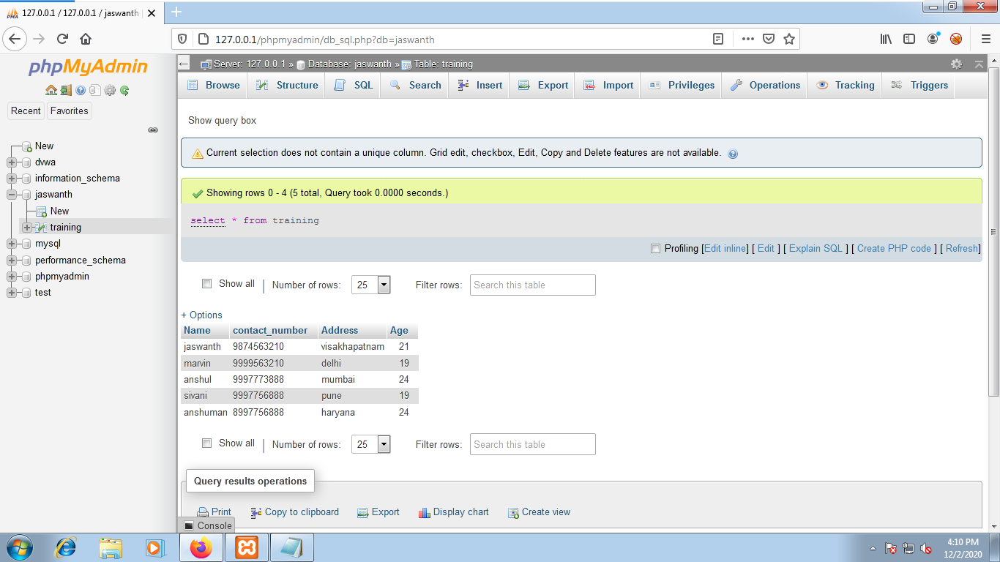 127.0.0.1 / 127.0.0.1 / jaswanth
127.0.0.1/phpmyadmin/db_sql.php?db=jaswanth
phpMyAdmin
Recent Favorites
New
dvwa
information_schema
jaswanth
New
training
mysql
performance_schema
phpmyadmin
test
Server: 127.0.0.1 » Database: jaswanth » Table: training
Browse Structure SQL Search Insert Export Import Privileges Operations Tracking Triggers
Show query box
Current selection does not contain a unique column. Grid edit, checkbox, Edit, Copy and Delete features are not available.
Showing rows 0 - 4 (5 total, Query took 0.0000 seconds.)
select * from training
Profiling [Edit inline] [ Edit ] [ Explain SQL ] [ Create PHP code ] [ Refresh]
Show all | Number of rows: 25 Filter rows: Search this table
+ Options
Name contact_number Address Age
jaswanth 9874563210 visakhapatnam 21
marvin 9999563210 delhi 19
anshul 9997773888 mumbai 24
sivani 9997756888 pune 19
anshuman 8997756888 haryana 24
Show all | Number of rows: 25 Filter rows: Search this table
Query results operations
Print Copy to clipboard Export Display chart Create view
Console
4:10 PM
12/2/2020